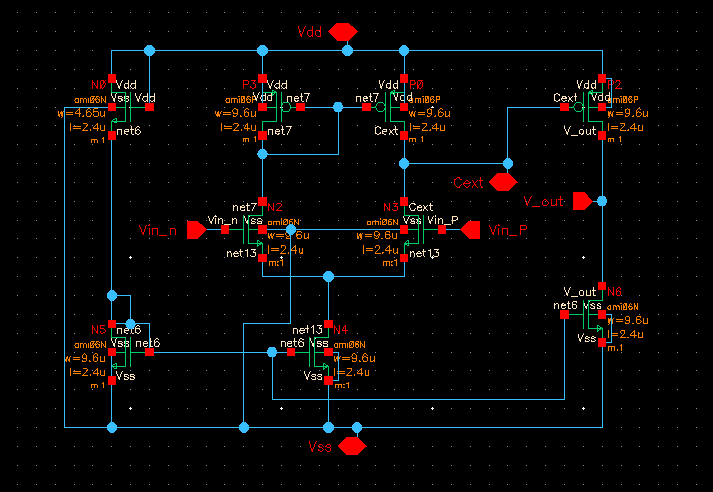 Vdd
N0
Vdd
Vss
Vdd
ami06N
w=4.65u
l=2.4u
m:1
net6
P3
Vdd
Vdd
net7
ami06P
w=9.6u
l=2.4u
m:1
net7
P0
Vdd
net7
Vdd
ami06P
w=9.6u
l=2.4u
m:1
Cext
P2
Vdd
Cext
Vdd
ami06P
w=9.6u
l=2.4u
m:1
V_out
Cext
V_out
net7
N2
Vin_n
Vin_n
Vss
ami06N
w=9.6u
l=2.4u
m:1
net13
N3
Cext
Vss
Vin_P
Vin_P
ami06N
w=9.6u
l=2.4u
m:1
net13
N5
net6
Vss
net6
ami06N
w=9.6u
l=2.4u
m:1
Vss
net13
N4
net6
Vss
ami06N
w=9.6u
l=2.4u
m:1
Vss
V_out
N6
net6
Vss
ami06N
w=9.6u
l=2.4u
m:1
Vss
Vss